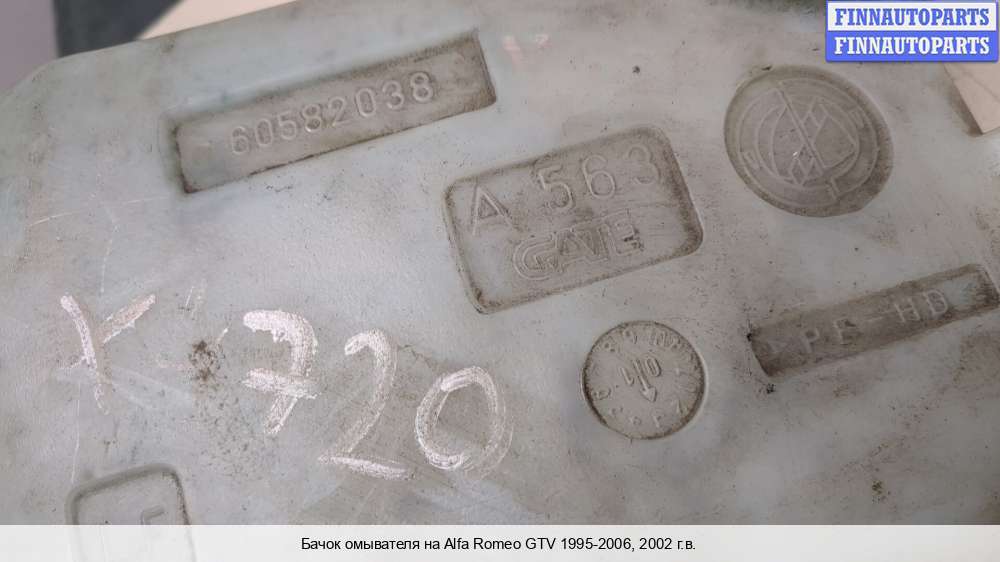 FINNAUTOPARTS
FINNAUTOPARTS
60582038
A 563
GATE
PE-HD
X-720
Бачок омывателя на Alfa Romeo GTV 1995-2006, 2002 г.в.